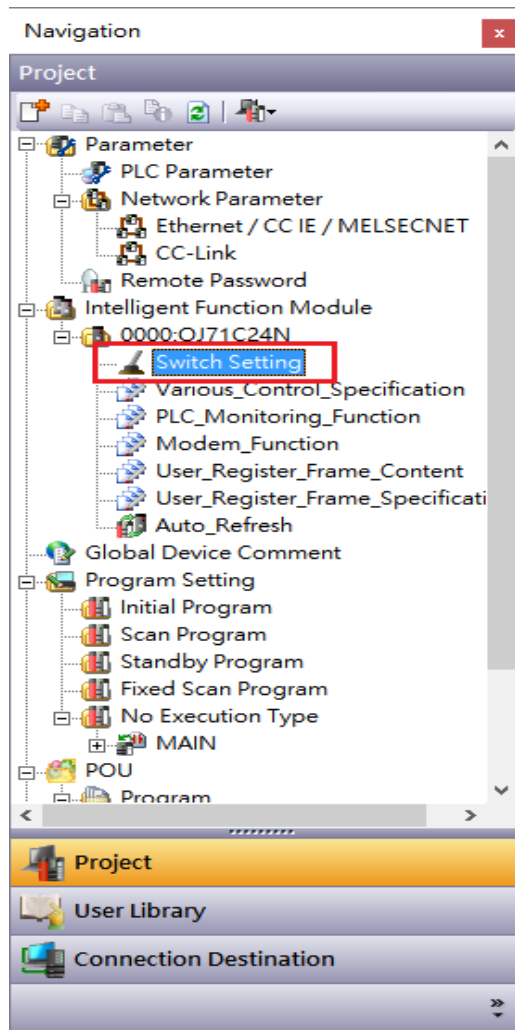 Navigation
x
Project
Parameter
PLC Parameter
Network Parameter
Ethernet / CC IE / MELSECNET
CC-Link
Remote Password
Intelligent Function Module
0000:QJ71C24N
Switch Setting
Various_Control_Specification
PLC_Monitoring_Function
Modem_Function
User_Register_Frame_Content
User_Register_Frame_Specificati
Auto_Refresh
Global Device Comment
Program Setting
Initial Program
Scan Program
Standby Program
Fixed Scan Program
No Execution Type
MAIN
POU
Program
Project
User Library
Connection Destination